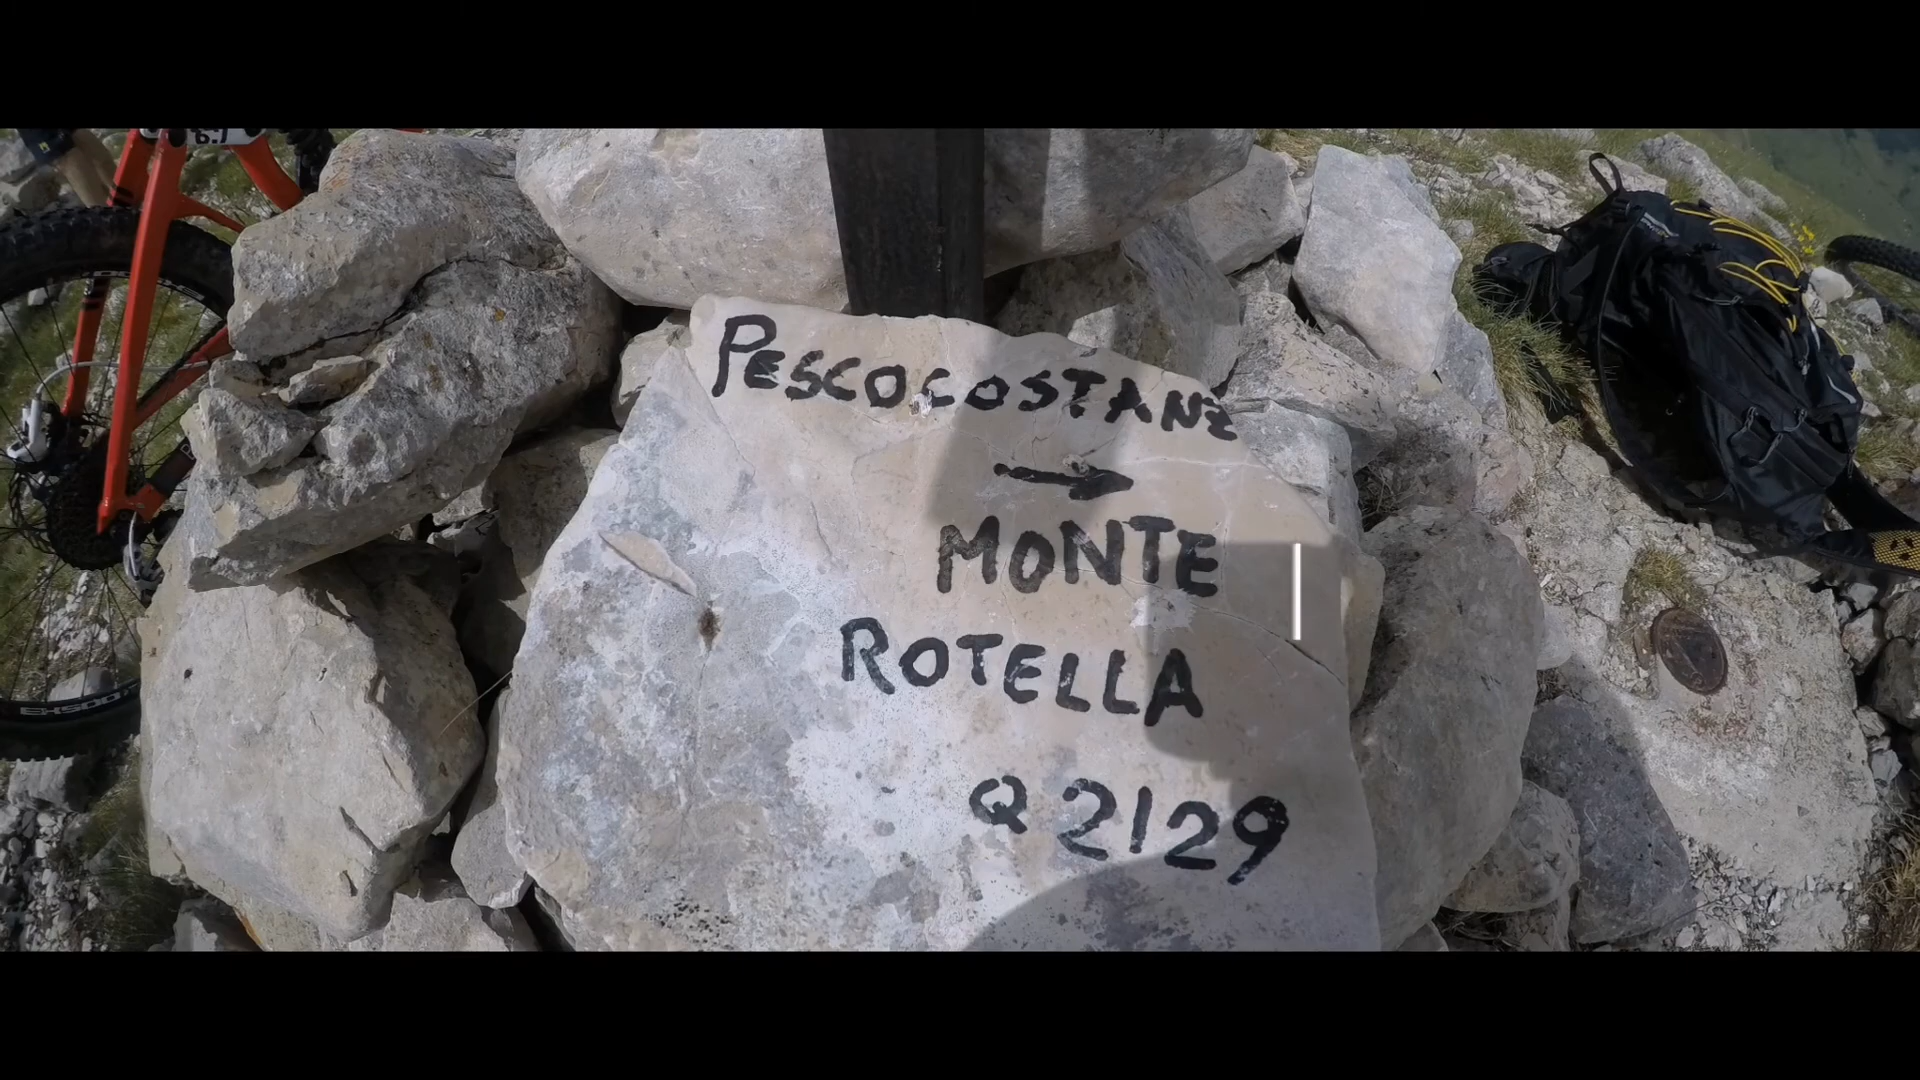 PESCOCOSTANZ
→
MONTE
ROTELLA
Q 2129